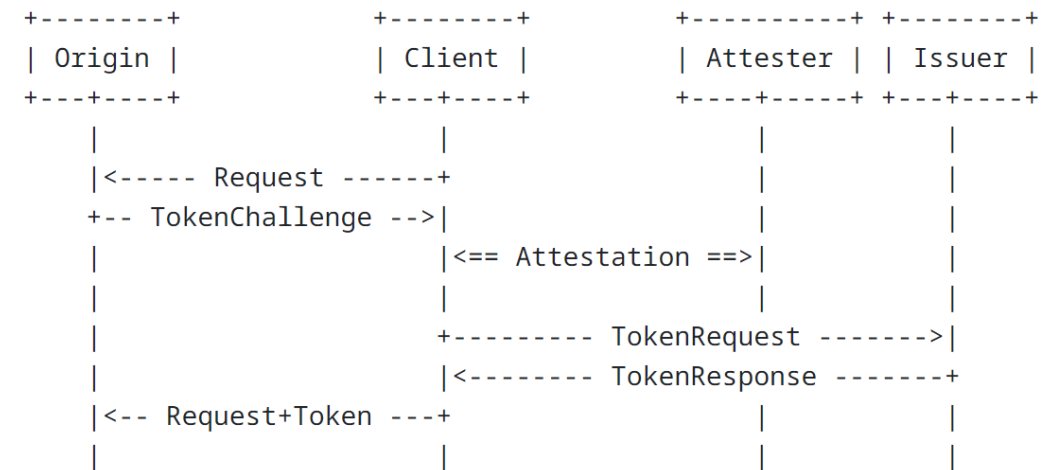 +--------+            +--------+         +----------+ +--------+
| Origin |            | Client |         | Attester | | Issuer |
+---+----+            +---+----+         +----+-----+ +---+----+
    |                     |                   |           |
    |<----- Request ------+                   |           |
    +-- TokenChallenge -->|                   |           |
    |                     |<== Attestation ==>|           |
    |                     |                   |           |
    |                     +--------- TokenRequest ------->|
    |                     |<-------- TokenResponse -------+
    |<-- Request+Token ---+                   |           |
    |                     |                   |           |